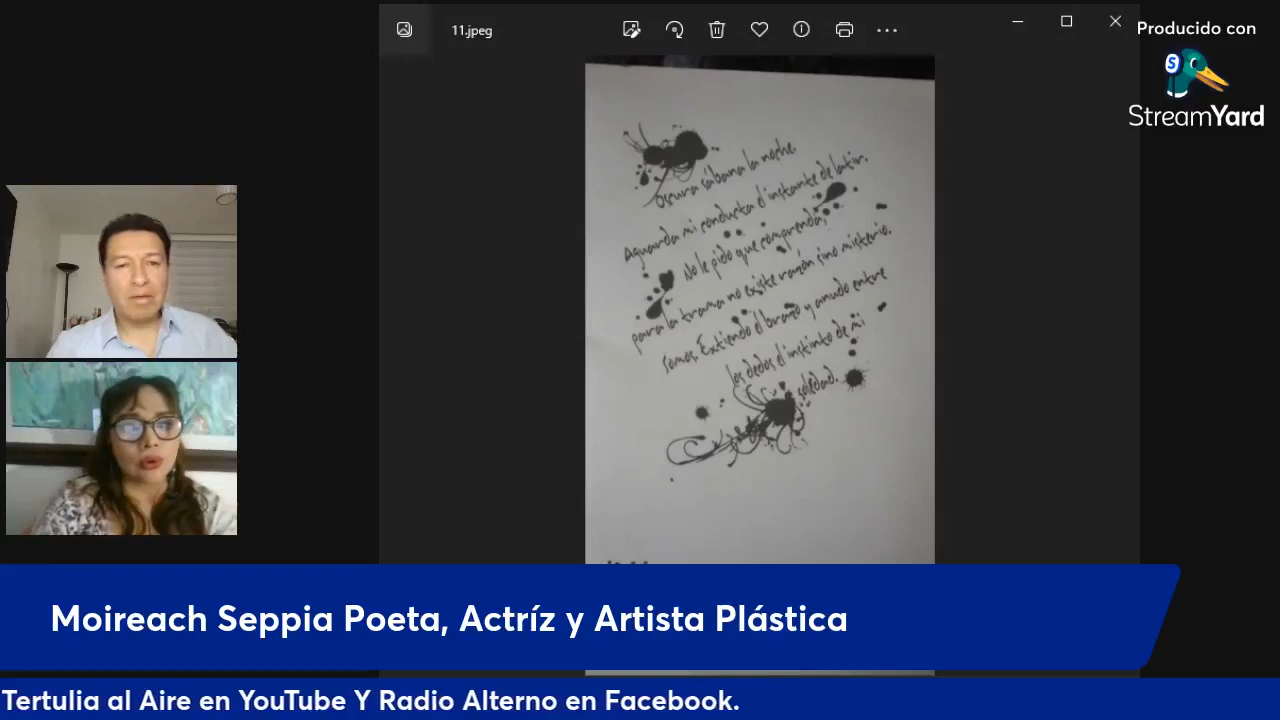 11.jpeg
Producido con
S
StreamYard
Oscura sábana la noche.
Aguarda mi conducta el instante de latir.
No le pido que comprenda,
para la trama no existe razón sino misterio.
Somos. Extiendo el brazo y anudo entre
los dedos el instinto de mi
soledad.
Moireach Seppia Poeta, Actríz y Artista Plástica
Tertulia al Aire en YouTube Y Radio Alterno en Facebook.